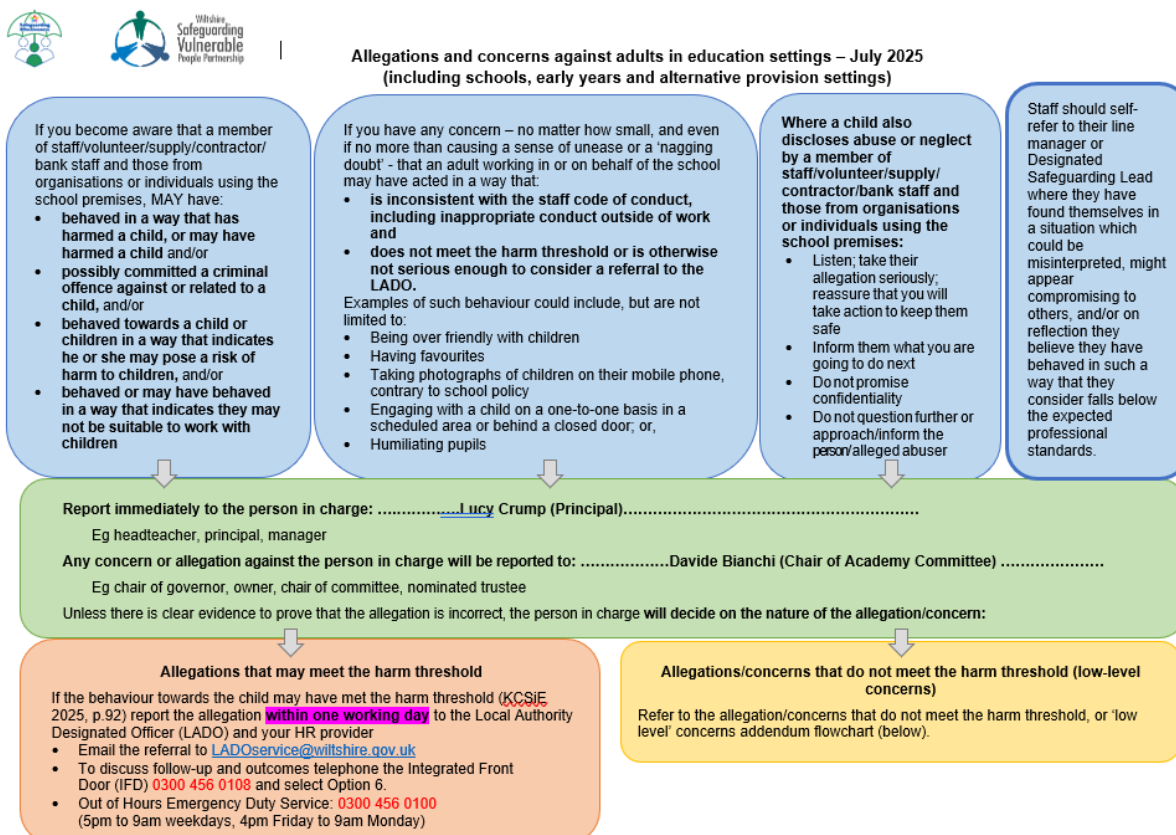 Safeguarding
Wiltshire
Safeguarding
Vulnerable
People Partnership
Allegations and concerns against adults in education settings – July 2025
(including schools, early years and alternative provision settings)
If you become aware that a member
of staff/volunteer/supply/contractor/
bank staff and those from
organisations or individuals using the
school premises, MAY have:
• behaved in a way that has
harmed a child, or may have
harmed a child and/or
• possibly committed a criminal
offence against or related to a
child, and/or
• behaved towards a child or
children in a way that indicates
he or she may pose a risk of
harm to children, and/or
• behaved or may have behaved
in a way that indicates they may
not be suitable to work with
children
If you have any concern – no matter how small, and even
if no more than causing a sense of unease or a ‘nagging
doubt’ - that an adult working in or on behalf of the school
may have acted in a way that:
• is inconsistent with the staff code of conduct,
including inappropriate conduct outside of work
and
• does not meet the harm threshold or is otherwise
not serious enough to consider a referral to the
LADO.
Examples of such behaviour could include, but are not
limited to:
• Being over friendly with children
• Having favourites
• Taking photographs of children on their mobile phone,
contrary to school policy
• Engaging with a child on a one-to-one basis in a
scheduled area or behind a closed door; or,
• Humiliating pupils
Where a child also
discloses abuse or neglect
by a member of
staff/volunteer/supply/
contractor/bank staff and
those from organisations
or individuals using the
school premises:
• Listen; take their
allegation seriously;
reassure that you will
take action to keep them
safe
• Inform them what you are
going to do next
• Do not promise
confidentiality
• Do not question further or
approach/inform the
person/alleged abuser
Staff should self-
refer to their line
manager or
Designated
Safeguarding Lead
where they have
found themselves in
a situation which
could be
misinterpreted, might
appear
compromising to
others, and/or on
reflection they
believe they have
behaved in such a
way that they
consider falls below
the expected
professional
standards.
Report immediately to the person in charge: ………………Lucy Crump (Principal)……………………………………………………
Eg headteacher, principal, manager
Any concern or allegation against the person in charge will be reported to: ………………Davide Bianchi (Chair of Academy Committee) …………………
Eg chair of governor, owner, chair of committee, nominated trustee
Unless there is clear evidence to prove that the allegation is incorrect, the person in charge will decide on the nature of the allegation/concern:
Allegations that may meet the harm threshold
If the behaviour towards the child may have met the harm threshold (KCSiE
2025, p.92) report the allegation within one working day to the Local Authority
Designated Officer (LADO) and your HR provider
• Email the referral to LADOservice@wiltshire.gov.uk
• To discuss follow-up and outcomes telephone the Integrated Front
Door (IFD) 0300 456 0108 and select Option 6.
• Out of Hours Emergency Duty Service: 0300 456 0100
(5pm to 9am weekdays, 4pm Friday to 9am Monday)
Allegations/concerns that do not meet the harm threshold (low-level
concerns)
Refer to the allegation/concerns that do not meet the harm threshold, or ‘low
level’ concerns addendum flowchart (below).